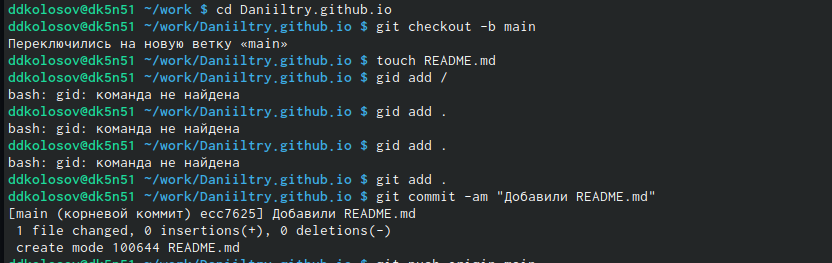 ddkolosov@dk5n51 ~/work $ cd Daniiltry.github.io
ddkolosov@dk5n51 ~/work/Daniiltry.github.io $ git checkout -b main
Переключились на новую ветку «main»
ddkolosov@dk5n51 ~/work/Daniiltry.github.io $ touch README.md
ddkolosov@dk5n51 ~/work/Daniiltry.github.io $ gid add /
bash: gid: команда не найдена
ddkolosov@dk5n51 ~/work/Daniiltry.github.io $ gid add .
bash: gid: команда не найдена
ddkolosov@dk5n51 ~/work/Daniiltry.github.io $ gid add .
bash: gid: команда не найдена
ddkolosov@dk5n51 ~/work/Daniiltry.github.io $ git add .
ddkolosov@dk5n51 ~/work/Daniiltry.github.io $ git commit -am "Добавили README.md"
[main (корневой коммит) ecc7625] Добавили README.md
 1 file changed, 0 insertions(+), 0 deletions(-)
 create mode 100644 README.md
ddkolosov@dk5n51 ~/work/Daniiltry.github.io $ git push origin main